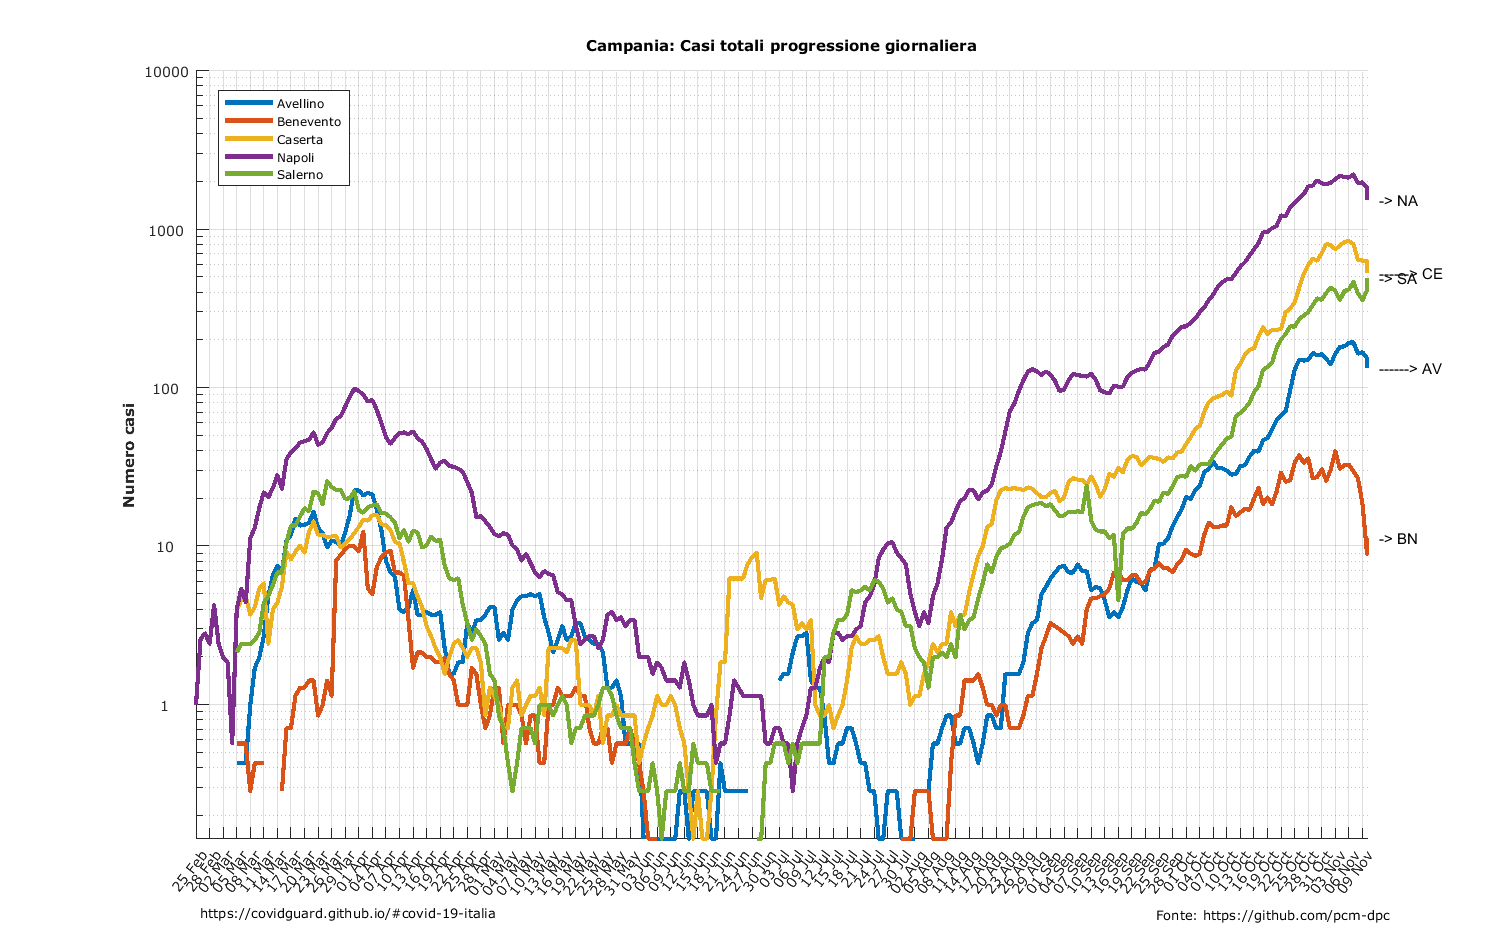 Campania: Casi totali progressione giornaliera
10000
1000
100
10
1
Numero casi
Avellino
Benevento
Caserta
Napoli
Salerno
-> NA
------> CE
-> SA
------> AV
-> BN
25 Feb
28 Feb
02 Mar
05 Mar
08 Mar
11 Mar
14 Mar
17 Mar
20 Mar
23 Mar
26 Mar
29 Mar
01 Apr
04 Apr
07 Apr
10 Apr
13 Apr
16 Apr
19 Apr
22 Apr
25 Apr
28 Apr
01 May
04 May
07 May
10 May
13 May
16 May
19 May
22 May
25 May
28 May
31 May
03 Jun
06 Jun
09 Jun
12 Jun
15 Jun
18 Jun
21 Jun
24 Jun
27 Jun
30 Jun
03 Jul
06 Jul
09 Jul
12 Jul
15 Jul
18 Jul
21 Jul
24 Jul
27 Jul
30 Jul
02 Aug
05 Aug
08 Aug
11 Aug
14 Aug
17 Aug
20 Aug
23 Aug
26 Aug
29 Aug
01 Sep
04 Sep
07 Sep
10 Sep
13 Sep
16 Sep
19 Sep
22 Sep
25 Sep
28 Sep
01 Oct
04 Oct
07 Oct
10 Oct
13 Oct
16 Oct
19 Oct
22 Oct
25 Oct
28 Oct
31 Oct
03 Nov
06 Nov
09 Nov
https://covidguard.github.io/#covid-19-italia
Fonte: https://github.com/pcm-dpc